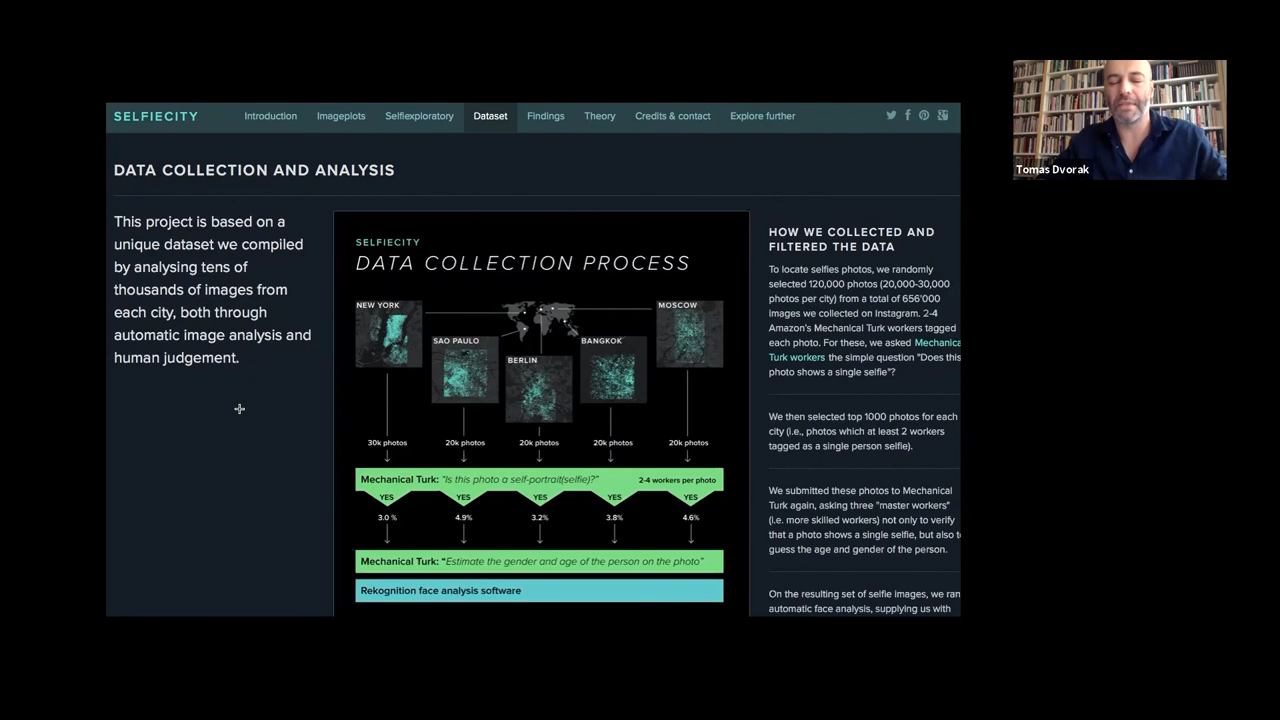 SELFIECITY
Introduction
Imageplots
Selfiexploratory
Dataset
Findings
Theory
Credits & contact
Explore further
DATA COLLECTION AND ANALYSIS
This project is based on a
unique dataset we compiled
by analysing tens of
thousands of images from
each city, both through
automatic image analysis and
human judgement.
SELFIECITY
DATA COLLECTION PROCESS
NEW YORK
MOSCOW
SAO PAULO
BANGKOK
BERLIN
30k photos
20k photos
20k photos
20k photos
20k photos
Mechanical Turk: "Is this photo a self-portrait(selfie)?"
2-4 workers per photo
YES
YES
YES
YES
YES
3.0 %
4.9%
3.2%
3.8%
4.6%
Mechanical Turk: "Estimate the gender and age of the person on the photo"
Rekognition face analysis software
HOW WE COLLECTED AND
FILTERED THE DATA
To locate selfies photos, we randomly
selected 120,000 photos (20,000-30,000
photos per city) from a total of 656'000
images we collected on Instagram. 2-4
Amazon's Mechanical Turk workers tagged
each photo. For these, we asked Mechanica
Turk workers the simple question "Does this
photo shows a single selfie"?
We then selected top 1000 photos for each
city (i.e., photos which at least 2 workers
tagged as a single person selfie).
We submitted these photos to Mechanical
Turk again, asking three "master workers"
(i.e. more skilled workers) not only to verify
that a photo shows a single selfie, but also t
guess the age and gender of the person.
On the resulting set of selfie images, we ran
automatic face analysis, supplying us with
Tomas Dvorak